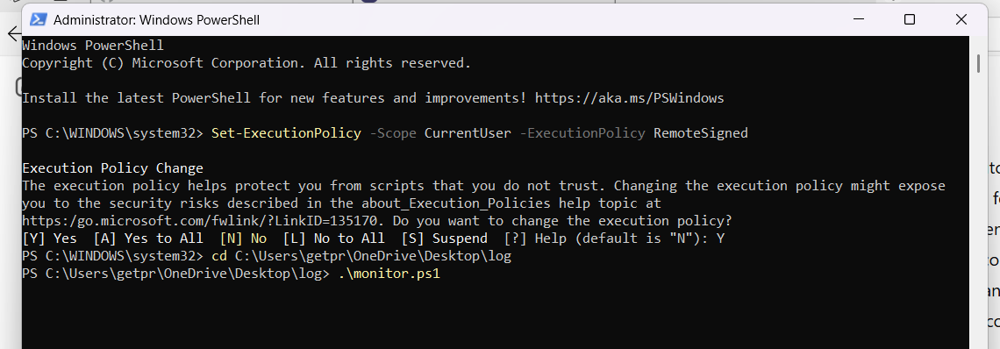 Administrator: Windows PowerShell
Windows PowerShell
Copyright (C) Microsoft Corporation. All rights reserved.
Install the latest PowerShell for new features and improvements! https://aka.ms/PSWindows
PS C:\WINDOWS\system32> Set-ExecutionPolicy -Scope CurrentUser -ExecutionPolicy RemoteSigned
Execution Policy Change
The execution policy helps protect you from scripts that you do not trust. Changing the execution policy might expose
you to the security risks described in the about_Execution_Policies help topic at
https:/go.microsoft.com/fwlink/?LinkID=135170. Do you want to change the execution policy?
[Y] Yes  [A] Yes to All  [N] No  [L] No to All  [S] Suspend  [?] Help (default is "N"): Y
PS C:\WINDOWS\system32> cd C:\Users\getpr\OneDrive\Desktop\log
PS C:\Users\getpr\OneDrive\Desktop\log> .\monitor.ps1